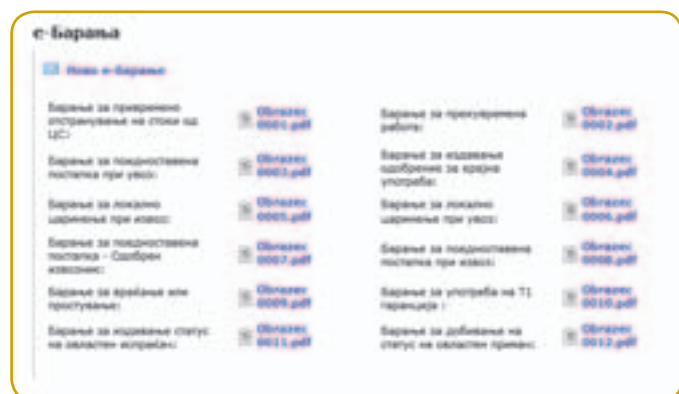 е-Барања
Ново е-барање
Барање за привремено
отстранување на стоки од
ЦС:
Obrazec
0001.pdf
Барање за прекувремена
работа:
Obrazec
0002.pdf
Барање за поедноставена
постапка при увоз:
Obrazec
0003.pdf
Барање за издавање
одобрение за крајна
употреба:
Obrazec
0004.pdf
Барање за локално
царинење при извоз:
Obrazec
0005.pdf
Барање за локално
царинење при увоз:
Obrazec
0006.pdf
Барање за поедноставена
постапка - Одобрен
извозник:
Obrazec
0007.pdf
Барање за поедноставена
постапка при извоз:
Obrazec
0008.pdf
Барање за враќање или
простување:
Obrazec
0009.pdf
Барање за употреба на Т1
гаранција :
Obrazec
0010.pdf
Барање за издавање статус
на овластен испраќач:
Obrazec
0011.pdf
Барање за добивање на
статус на овластен примач:
Obrazec
0012.pdf